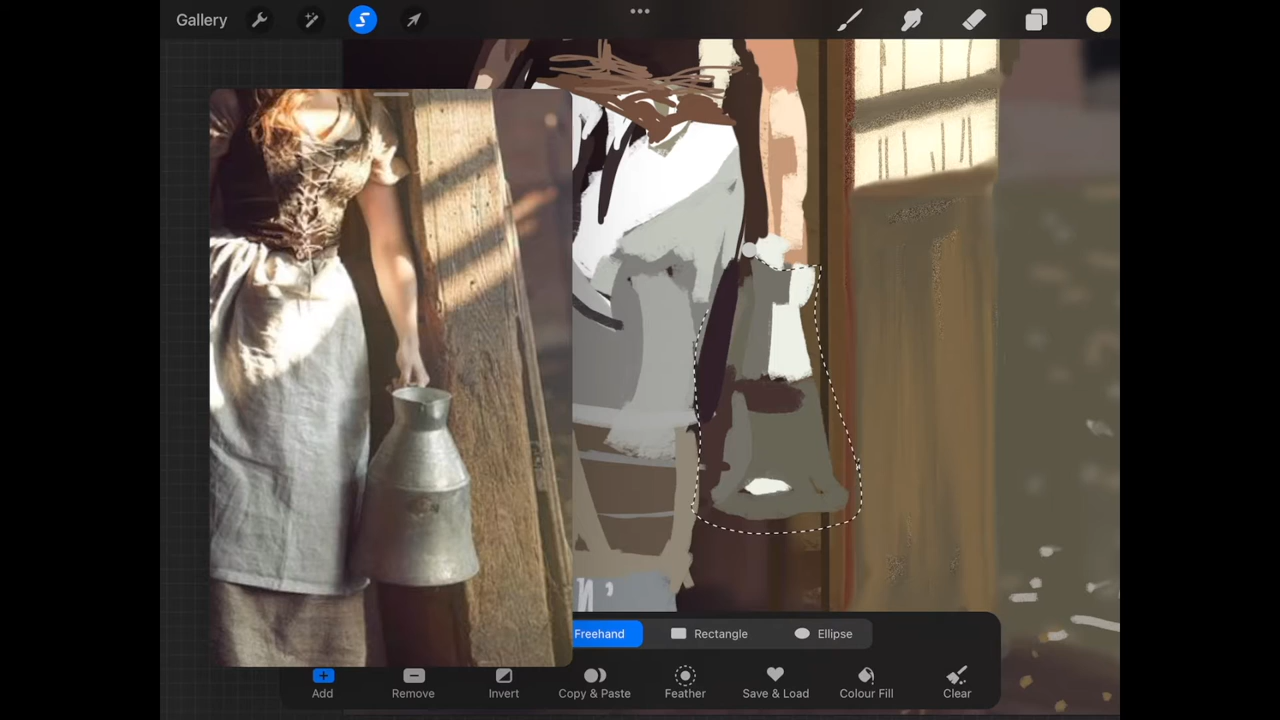 Gallery
Freehand Rectangle Ellipse
Add Remove Invert Copy & Paste Feather Save & Load Colour Fill Clear